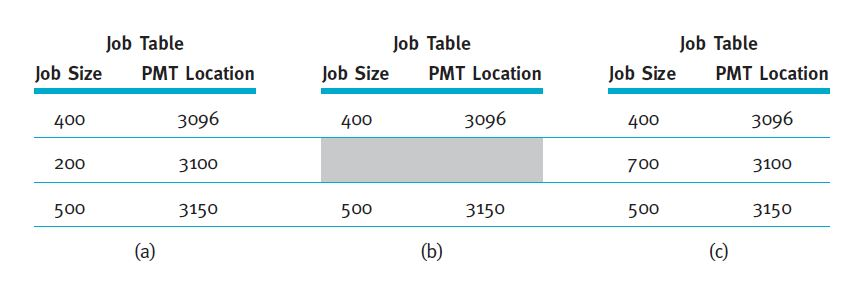 Job Table Job Table Job Table
Job Size PMT Location Job Size PMT Location Job Size PMT Location
400 3096 400 3096 400 3096
200 3100 700 3100
500 3150 500 3150 500 3150
(a) (b) (c)